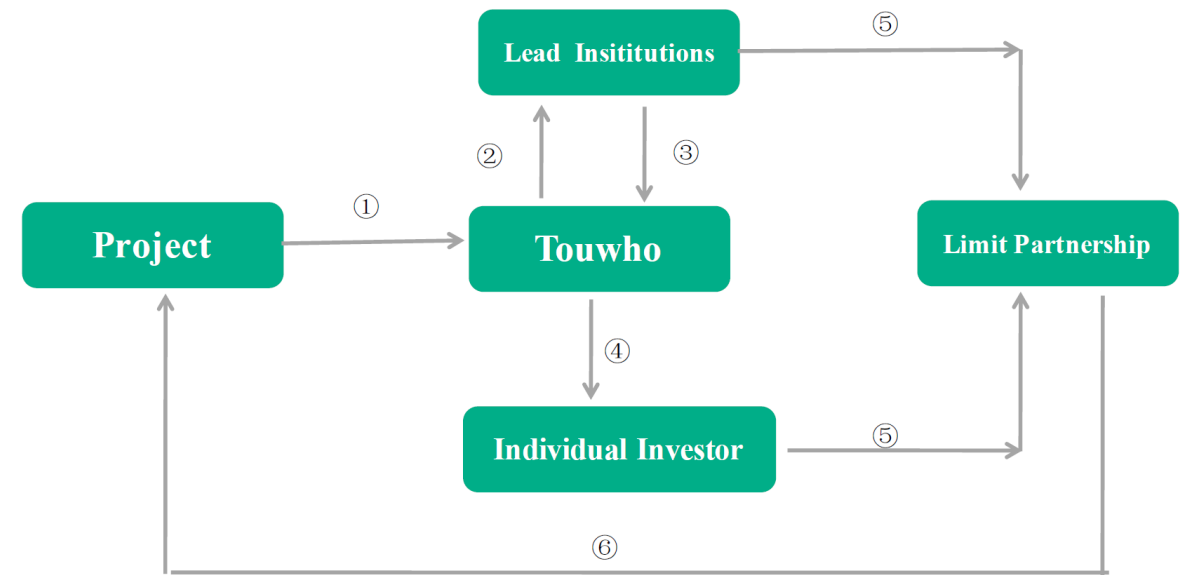 ⑤
Lead Insititutions
②
③
①
Project
Touwho
Limit Partnership
④
Individual Investor
⑤
⑥